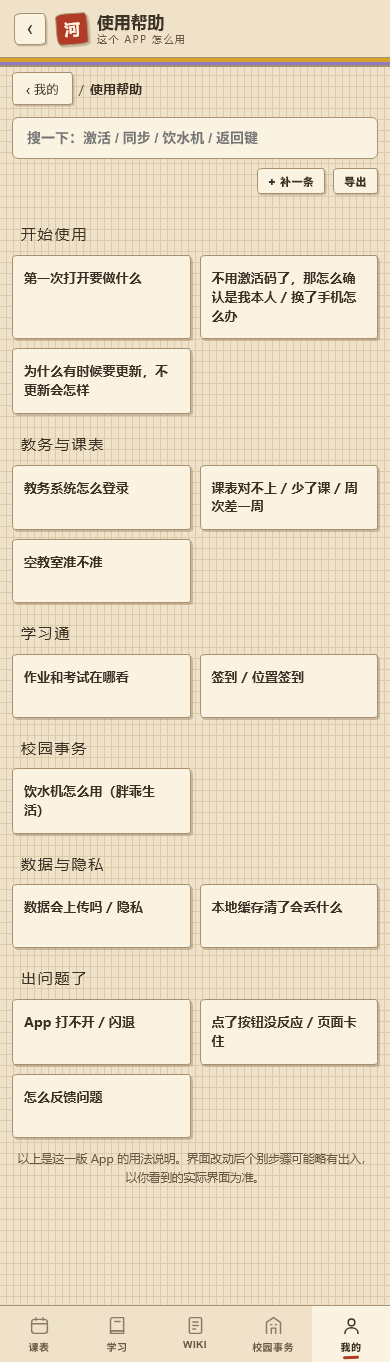 ‹
河
使用帮助
这个 APP 怎么用
‹ 我的 / 使用帮助
搜一下：激活 / 同步 / 饮水机 / 返回键
+ 补一条
导出
开始使用
第一次打开要做什么
不用激活码了，那怎么确
认是我本人 / 换了手机怎
么办
为什么有时候要更新，不
更新会怎样
教务与课表
教务系统怎么登录
课表对不上 / 少了课 / 周
次差一周
空教室准不准
学习通
作业和考试在哪看
签到 / 位置签到
校园事务
饮水机怎么用（胖乖生
活）
数据与隐私
数据会上传吗 / 隐私
本地缓存清了会丢什么
出问题了
App 打不开 / 闪退
点了按钮没反应 / 页面卡
住
怎么反馈问题
以上是这一版 App 的用法说明。界面改动后个别步骤可能略有出入，
以你看到的实际界面为准。
课表
学习
WIKI
校园事务
我的